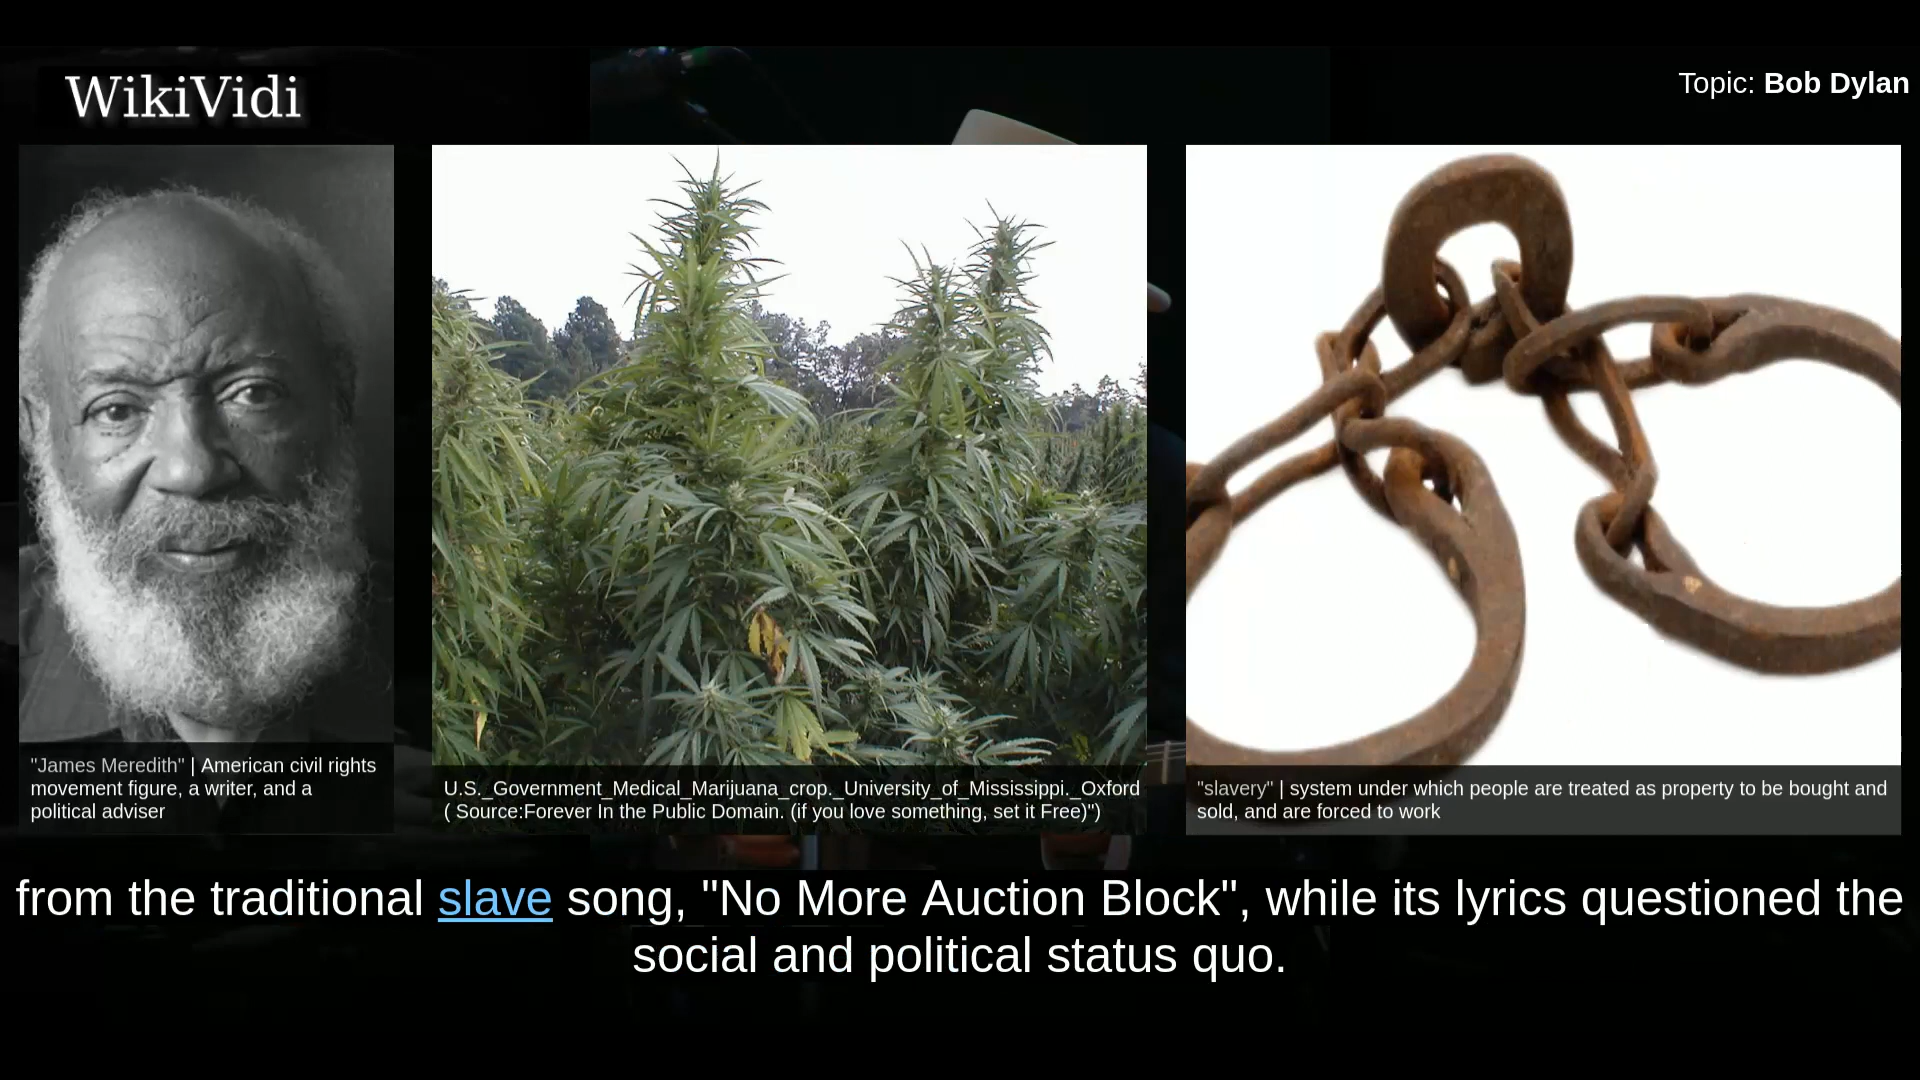 WikiVidi
Topic: Bob Dylan
"James Meredith" | American civil rights
movement figure, a writer, and a
political adviser
U.S._Government_Medical_Marijuana_crop._University_of_Mississippi._Oxford
( Source:Forever In the Public Domain. (if you love something, set it Free)")
"slavery" | system under which people are treated as property to be bought and
sold, and are forced to work
from the traditional slave song, "No More Auction Block", while its lyrics questioned the
social and political status quo.